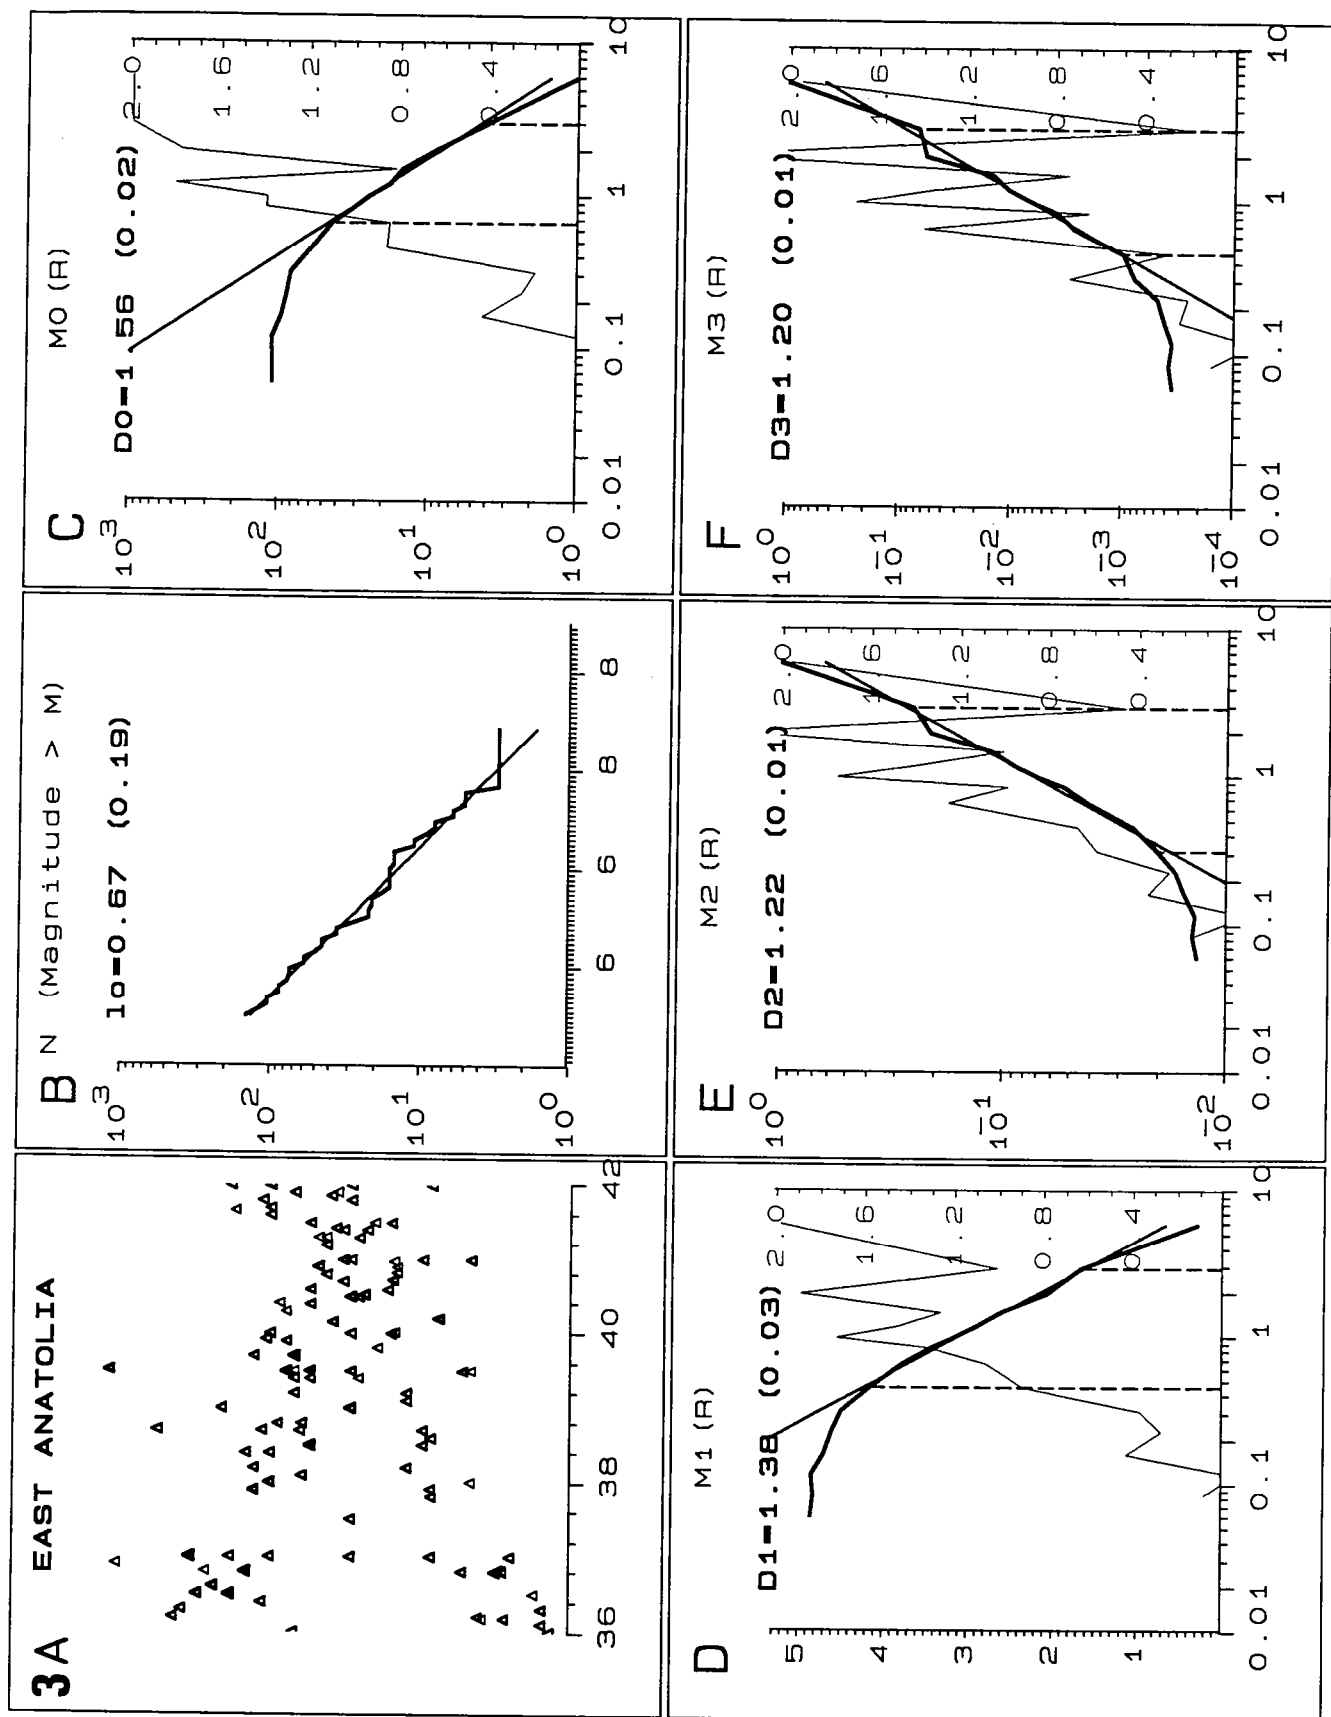 3A EAST ANATOLIA
36 38 40 42
B N (Magnitude > M)
lo=0.67 (0.19)
10³
10²
10¹
10⁰
6 6 8 8
C M0 (R)
D0=1.56 (0.02)
10³
10²
10¹
10⁰
2.0
1.6
1.2
0.8
0.4
0.01 0.1 1 10
D M1 (R)
D1=1.38 (0.03)
5
4
3
2
1
2.0
1.6
1.2
0.8
0.4
0.01 0.1 1 10
E M2 (R)
D2=1.22 (0.01)
10⁰
10⁻¹
10⁻²
2.0
1.6
1.2
0.8
0.4
0.01 0.1 1 10
F M3 (R)
D3=1.20 (0.01)
10⁰
10⁻¹
10⁻²
10⁻³
10⁻⁴
2.0
1.6
1.2
0.8
0.4
0.01 0.1 1 10